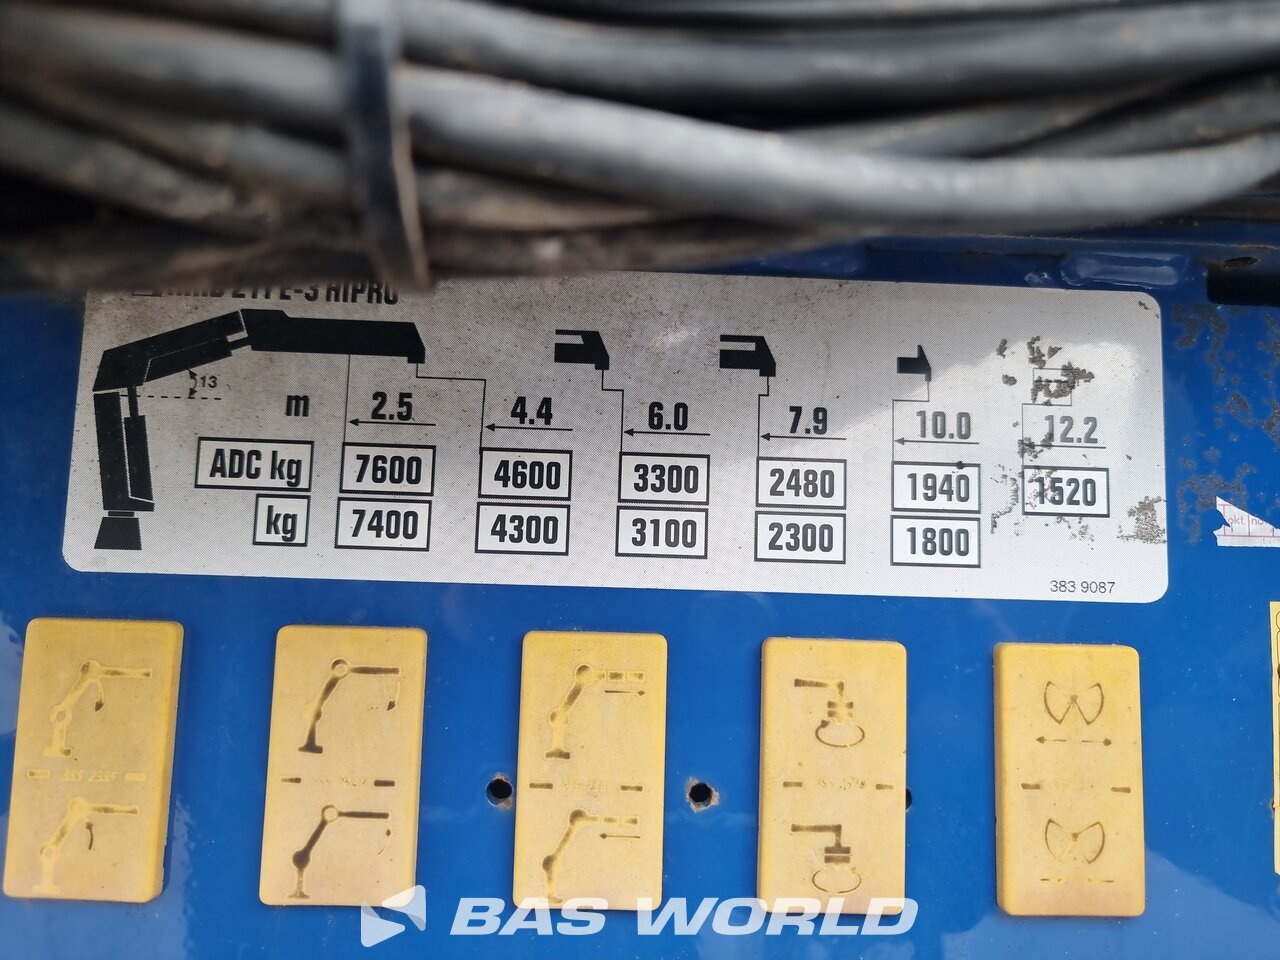 HIPRO
13
m 2.5 4.4 6.0 7.9 10.0 12.2
ADC kg 7600 4600 3300 2480 1940 1520
kg 7400 4300 3100 2300 1800
383 9087
BAS WORLD